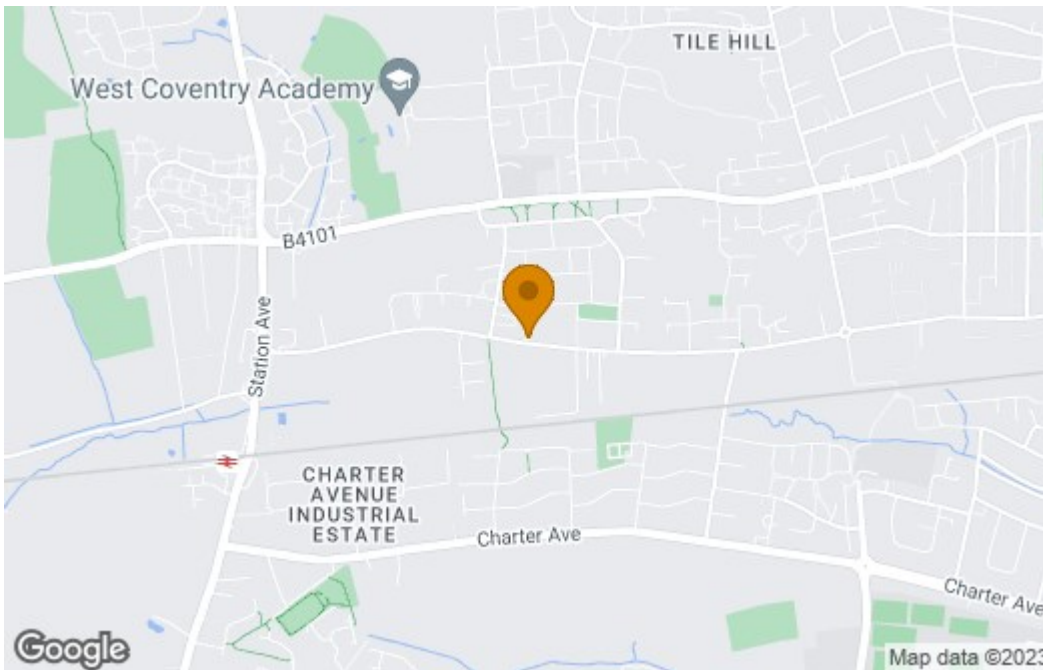 TILE HILL
West Coventry Academy
B4101
Station Ave
CHARTER
AVENUE
INDUSTRIAL
ESTATE
Charter Ave
Charter Ave
Google
Map data ©2023